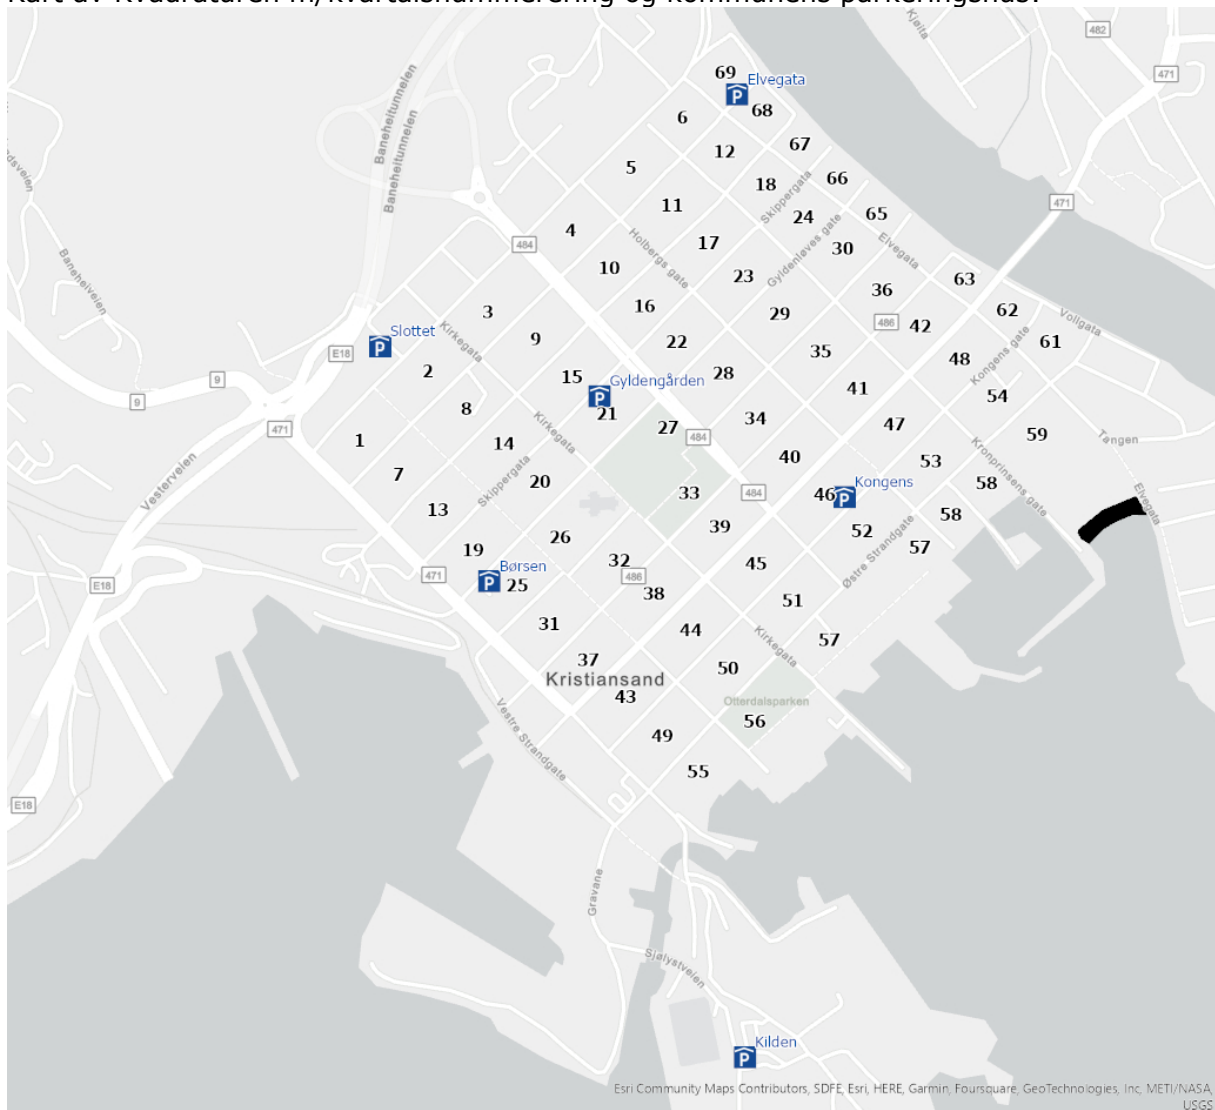 Kart av Kvadraturen m/kvartalsnummerering og kommunens parkeringshus:
Kjøita
482
471
69
Elvegata
68
6
Baneheitunnelen
Baneheitunnelen
67
12
5
18
66
Skippergata
11
24
65
471
4
484
Holbergs gate
17
Gyldenløves gate
30
Elvegata
Baneheiveien
10
23
63
36
3
16
29
486
42
62
Vollgata
Slottet
Kirkegata
9
22
35
48
Kongens gate
61
E18
2
15
28
Gyldengården
9
9
41
54
8
21
Kirkegata
27
34
47
471
1
14
484
59
Tangen
7
Skippergata
20
40
53
Kronprinsens gate
58
Kongens
Vesterveien
46
484
33
13
39
52
58
Elvegata
26
19
Børsen
32
45
57
Østre Strandgate
471
486
25
38
E18
51
31
44
Kirkegata
57
37
Kristiansand
50
43
Otterdalsparken
Vestre Strandgate
49
56
55
E18
Gravane
Sjølystveien
Kilden
Esri Community Maps Contributors, SDFE, Esri, HERE, Garmin, Foursquare, GeoTechnologies, Inc, METI/NASA,
USGS